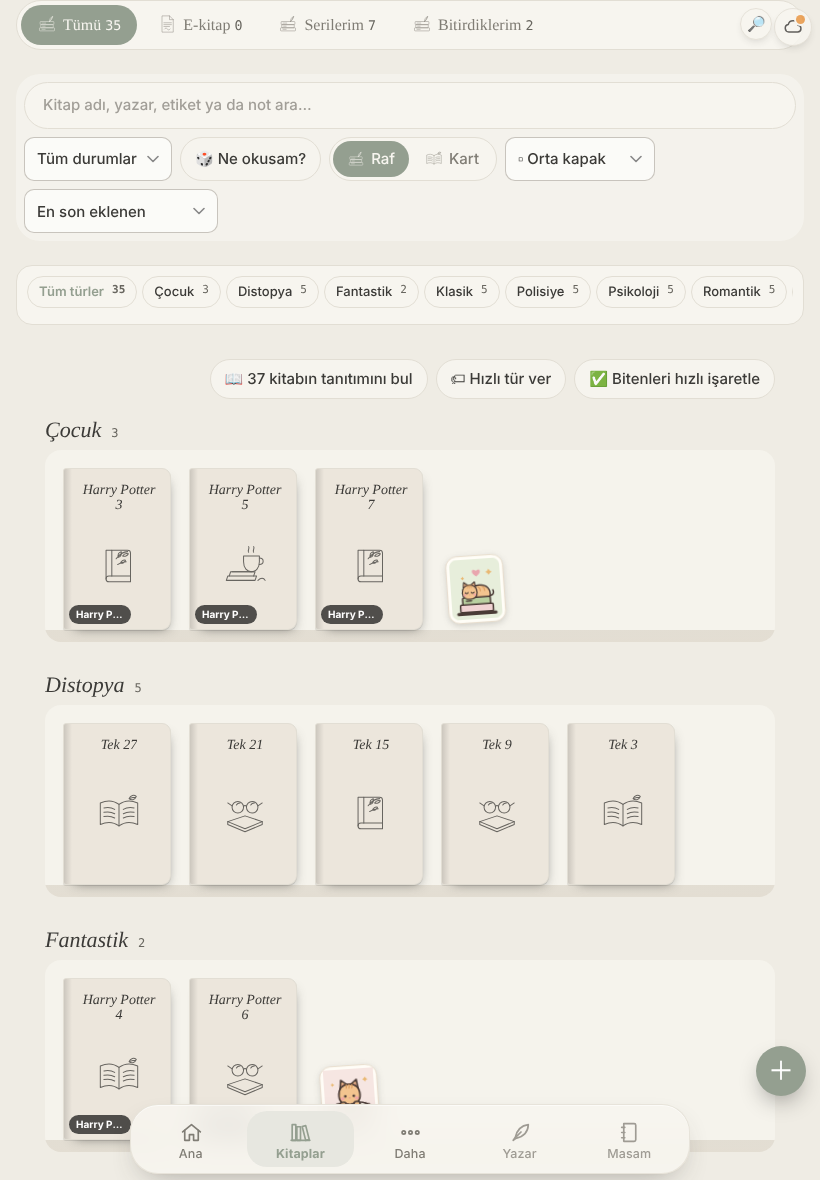 Tümü 35 E-kitap 0 Serilerim 7 Bitirdiklerim 2
Kitap adı, yazar, etiket ya da not ara...
Tüm durumlar Ne okusam? Raf Kart Orta kapak
En son eklenen
Tüm türler 35 Çocuk 3 Distopya 5 Fantastik 2 Klasik 5 Polisiye 5 Psikoloji 5 Romantik 5
37 kitabın tanıtımını bul Hızlı tür ver Bitenleri hızlı işaretle
Çocuk 3
Harry Potter 3
Harry P...
Harry Potter 5
Harry P...
Harry Potter 7
Harry P...
Distopya 5
Tek 27 Tek 21 Tek 15 Tek 9 Tek 3
Fantastik 2
Harry Potter 4
Harry P...
Harry Potter 6
Ana Kitaplar Daha Yazar Masam